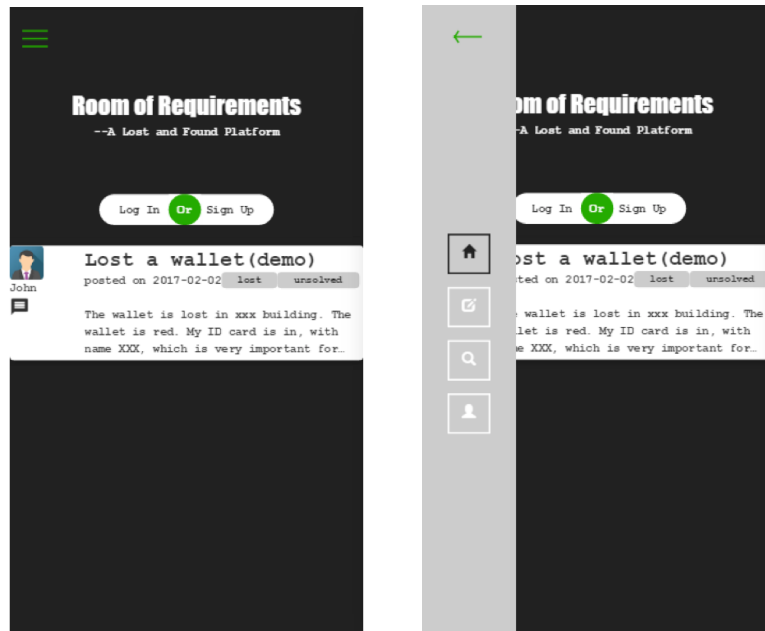 Room of Requirements
--A Lost and Found Platform
Log In Or Sign Up
Lost a wallet(demo)
John
posted on 2017-02-02 lost unsolved
The wallet is lost in xxx building. The
wallet is red. My ID card is in, with
name XXX, which is very important for…
om of Requirements
A Lost and Found Platform
Log In Or Sign Up
ost a wallet(demo)
ted on 2017-02-02 lost unsolved
wallet is lost in xxx building. The
let is red. My ID card is in, with
e XXX, which is very important for…